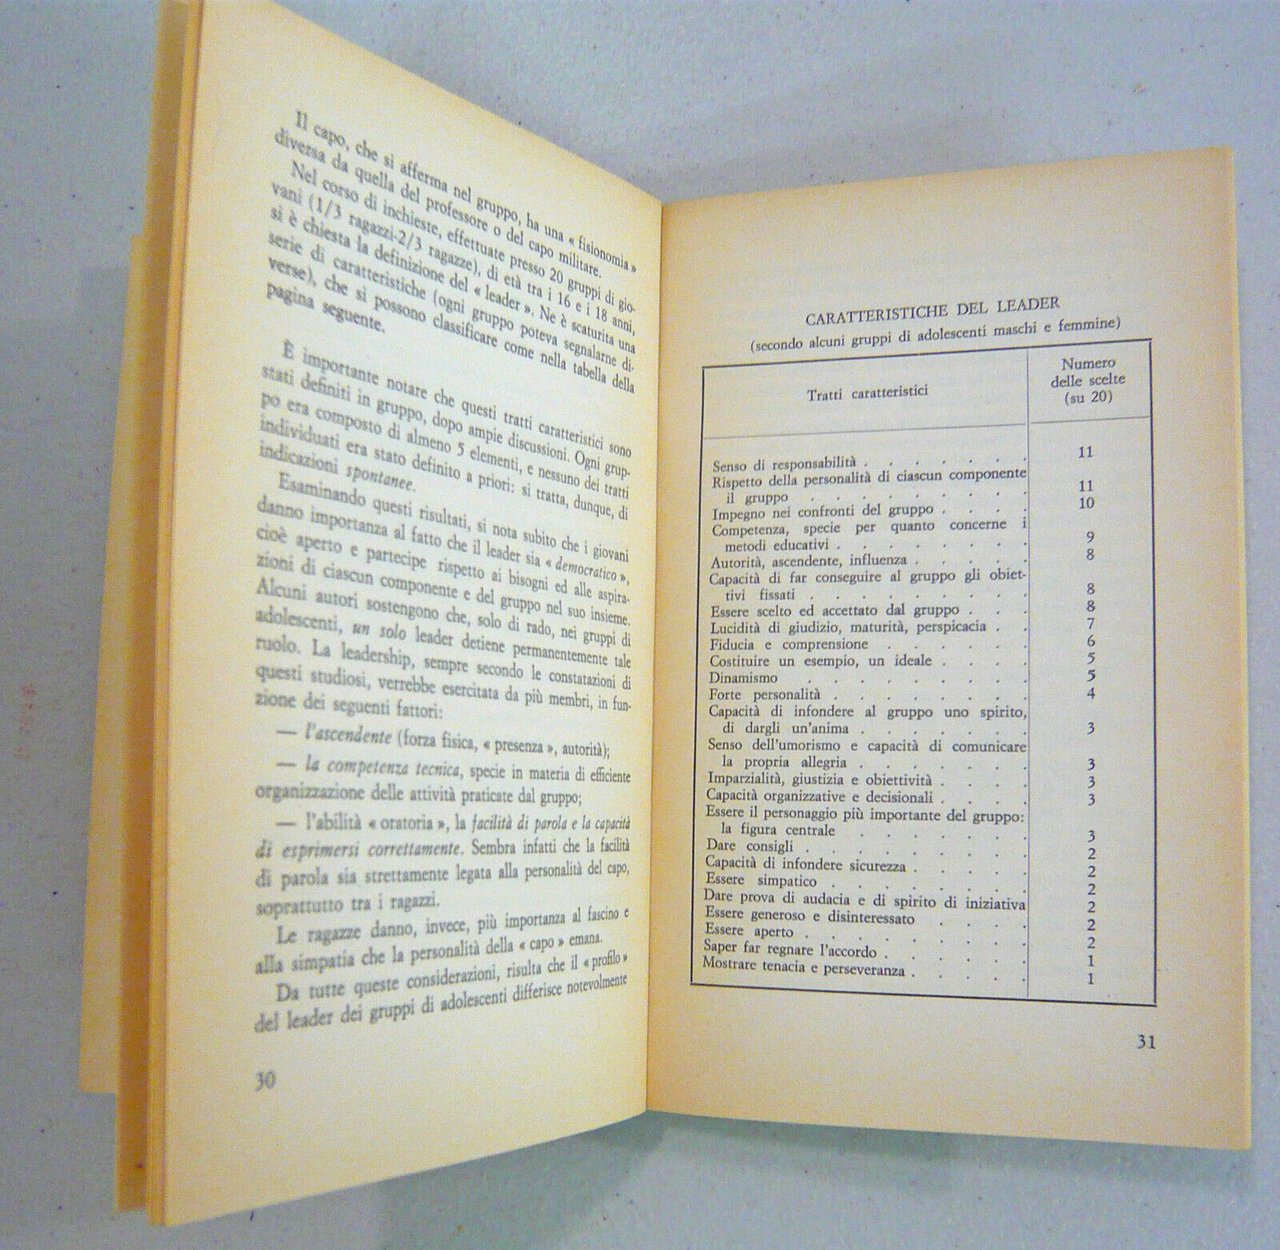 Il capo, che si afferma nel gruppo, ha una « fisionomia »
diversa da quella del professore o del capo militare.
Nel corso di inchieste, effettuate presso 20 gruppi di gio-
vani (1/3 ragazzi-2/3 ragazze), di età tra i 16 e i 18 anni,
si è chiesta la definizione del « leader ». Ne è scaturita una
serie di caratteristiche (ogni gruppo poteva segnalarne di-
verse), che si possono classificare come nella tabella della
pagina seguente.
È importante notare che questi tratti caratteristici sono
stati definiti in gruppo, dopo ampie discussioni. Ogni grup-
po era composto di almeno 5 elementi, e nessuno dei tratti
individuati era stato definito a priori: si tratta, dunque, di
indicazioni spontanee.
Esaminando questi risultati, si nota subito che i giovani
danno importanza al fatto che il leader sia « democratico »,
cioè aperto e partecipe rispetto ai bisogni ed alle aspira-
zioni di ciascun componente e del gruppo nel suo insieme.
Alcuni autori sostengono che, solo di rado, nei gruppi di
adolescenti, un solo leader detiene permanentemente tale
ruolo. La leadership, sempre secondo le constatazioni di
questi studiosi, verrebbe esercitata da più membri, in fun-
zione dei seguenti fattori:
— l'ascendente (forza fisica, « presenza », autorità);
— la competenza tecnica, specie in materia di efficiente
organizzazione delle attività praticate dal gruppo;
— l'abilità « oratoria », la facilità di parola e la capacità
di esprimersi correttamente. Sembra infatti che la facilità
di parola sia strettamente legata alla personalità del capo,
soprattutto tra i ragazzi.
Le ragazze danno, invece, più importanza al fascino e
alla simpatia che la personalità della « capo » emana.
Da tutte queste considerazioni, risulta che il « profilo »
del leader dei gruppi di adolescenti differisce notevolmente
30
CARATTERISTICHE DEL LEADER
(secondo alcuni gruppi di adolescenti maschi e femmine)
Tratti caratteristici
Numero
delle scelte
(su 20)
Senso di responsabilità . . . . . . . 11
Rispetto della personalità di ciascun componente
il gruppo . . . . . . . . . 11
Impegno nei confronti del gruppo . . . . 10
Competenza, specie per quanto concerne i
metodi educativi . . . . . . . . 9
Autorità, ascendente, influenza . . . . . 8
Capacità di far conseguire al gruppo gli obiet-
tivi fissati . . . . . . . . . 8
Essere scelto ed accettato dal gruppo . . . 8
Lucidità di giudizio, maturità, perspicacia . . 7
Fiducia e comprensione . . . . . . 6
Costituire un esempio, un ideale . . . . 5
Dinamismo . . . . . . . . 5
Forte personalità . . . . . . . . 4
Capacità di infondere al gruppo uno spirito,
di dargli un'anima . . . . . . . 3
Senso dell'umorismo e capacità di comunicare
la propria allegria . . . . . . . 3
Imparzialità, giustizia e obiettività . . . . 3
Capacità organizzative e decisionali . . . . 3
Essere il personaggio più importante del gruppo:
la figura centrale . . . . . . . 3
Dare consigli . . . . . . . . . 2
Capacità di infondere sicurezza . . . . . 2
Essere simpatico . . . . . . . . 2
Dare prova di audacia e di spirito di iniziativa 2
Essere generoso e disinteressato . . . . 2
Essere aperto . . . . . . . . . 2
Saper far regnare l'accordo . . . . . . 1
Mostrare tenacia e perseveranza . . . . . 1
31